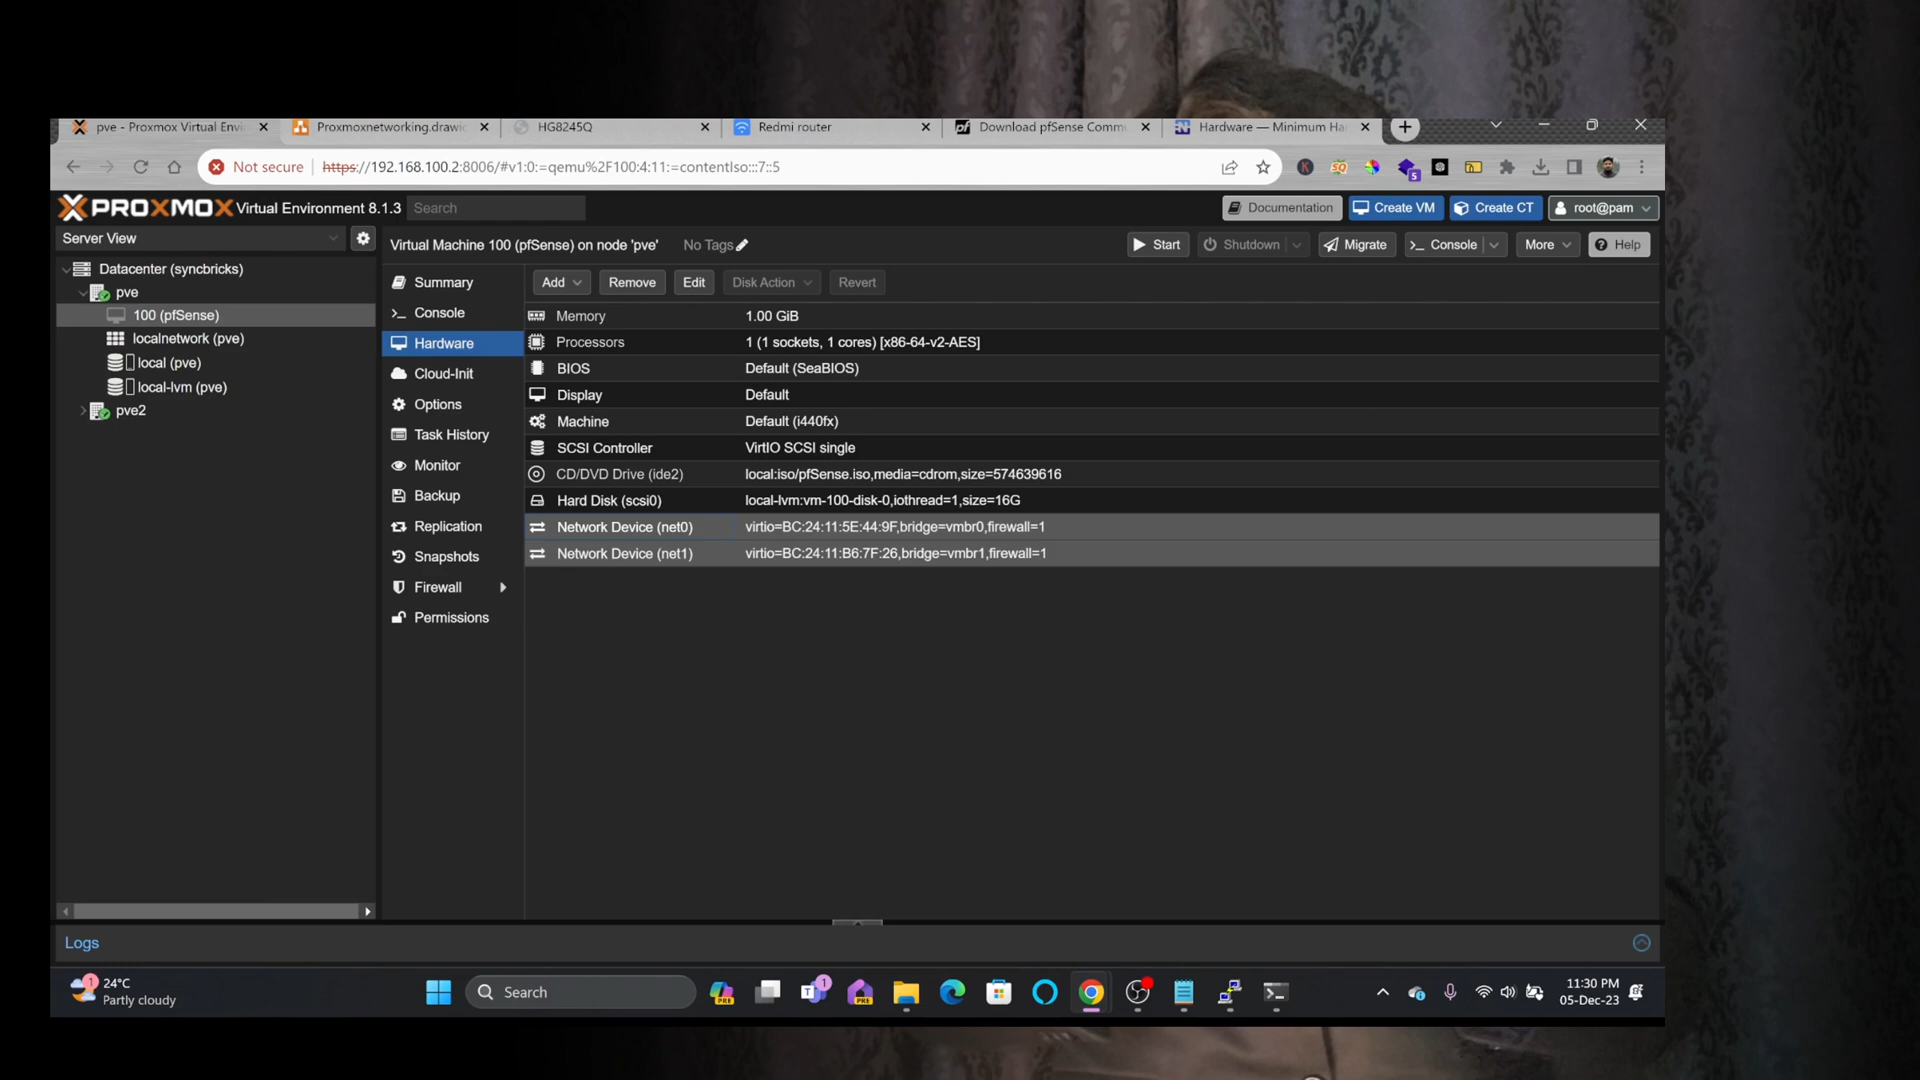 pve - Proxmox Virtual Envi
Proxmoxnetworking.drawio
HG8245Q
Redmi router
Download pfSense Commu
Hardware — Minimum Ha
Not secure
https://192.168.100.2:8006/#v1:0:=qemu%2F100:4:11:=contentIso:::7::5
5
PROXMOX Virtual Environment 8.1.3
Search
Documentation
Create VM
Create CT
root@pam
Server View
Virtual Machine 100 (pfSense) on node 'pve'
No Tags
Start
Shutdown
Migrate
Console
More
Help
Datacenter (syncbricks)
pve
100 (pfSense)
localnetwork (pve)
local (pve)
local-lvm (pve)
pve2
Summary
Console
Hardware
Cloud-Init
Options
Task History
Monitor
Backup
Replication
Snapshots
Firewall
Permissions
Add
Remove
Edit
Disk Action
Revert
Memory 1.00 GiB
Processors 1 (1 sockets, 1 cores) [x86-64-v2-AES]
BIOS Default (SeaBIOS)
Display Default
Machine Default (i440fx)
SCSI Controller VirtIO SCSI single
CD/DVD Drive (ide2) local:iso/pfSense.iso,media=cdrom,size=574639616
Hard Disk (scsi0) local-lvm:vm-100-disk-0,iothread=1,size=16G
Network Device (net0) virtio=BC:24:11:5E:44:9F,bridge=vmbr0,firewall=1
Network Device (net1) virtio=BC:24:11:B6:7F:26,bridge=vmbr1,firewall=1
Logs
1
24°C
Partly cloudy
Search
PRE
1
PRE
11:30 PM
05-Dec-23